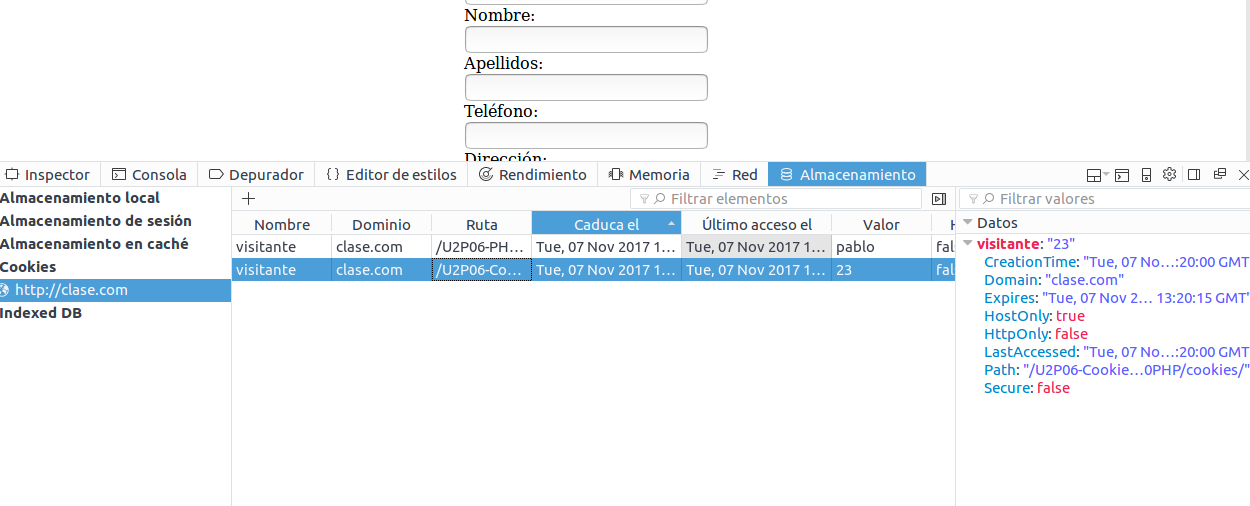 Nombre:
Apellidos:
Teléfono:
Dirección:
Inspector Consola Depurador {} Editor de estilos Rendimiento Memoria Red Almacenamiento
Almacenamiento local
Almacenamiento de sesión
Almacenamiento en caché
Cookies
http://clase.com
Indexed DB
+ Filtrar elementos
Nombre Dominio Ruta Caduca el Último acceso el Valor H
visitante clase.com /U2P06-PH... Tue, 07 Nov 2017 1... Tue, 07 Nov 2017 1... pablo fal
visitante clase.com /U2P06-Co... Tue, 07 Nov 2017 1... Tue, 07 Nov 2017 1... 23 fal
Filtrar valores
Datos
visitante: "23"
CreationTime: "Tue, 07 No...:20:00 GMT
Domain: "clase.com"
Expires: "Tue, 07 Nov 2... 13:20:15 GMT"
HostOnly: true
HttpOnly: false
LastAccessed: "Tue, 07 No...:20:00 GMT
Path: "/U2P06-Cookie...0PHP/cookies/"
Secure: false